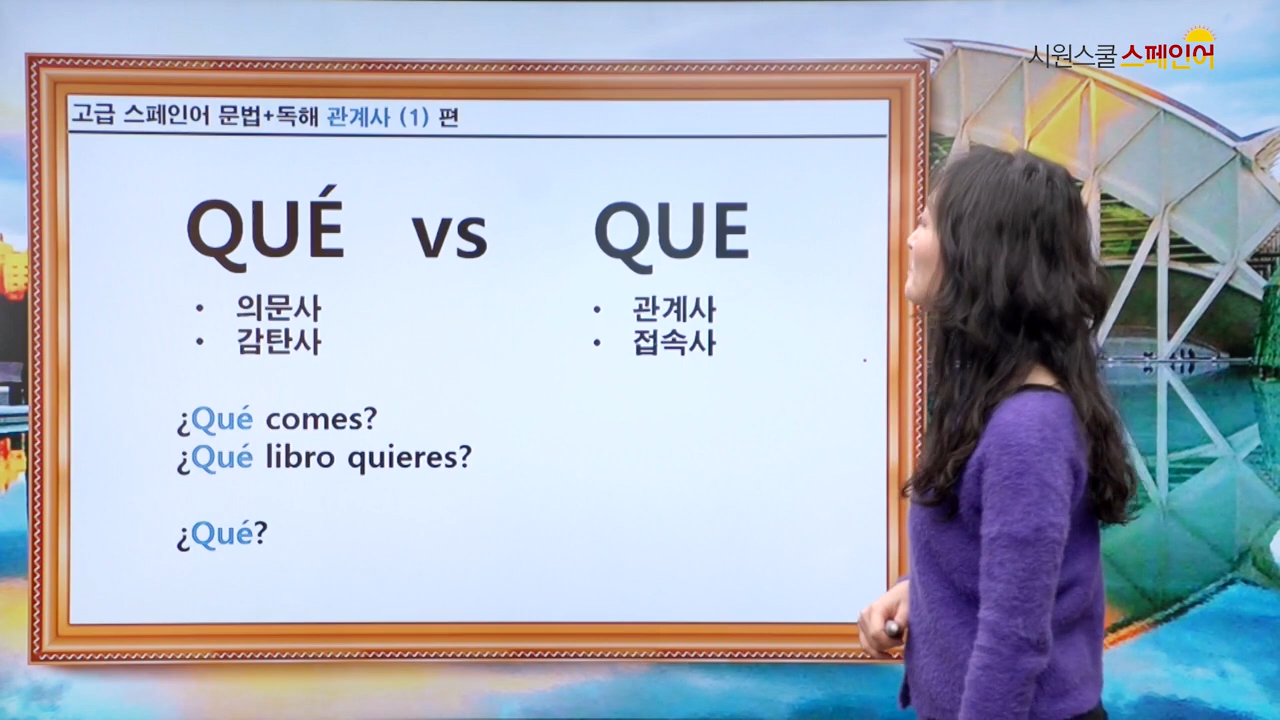 시원스쿨 스페인어
고급 스페인어 문법+독해 관계사 (1) 편
QUÉ vs QUE
• 의문사
• 감탄사
• 관계사
• 접속사
¿Qué comes?
¿Qué libro quieres?
¿Qué?